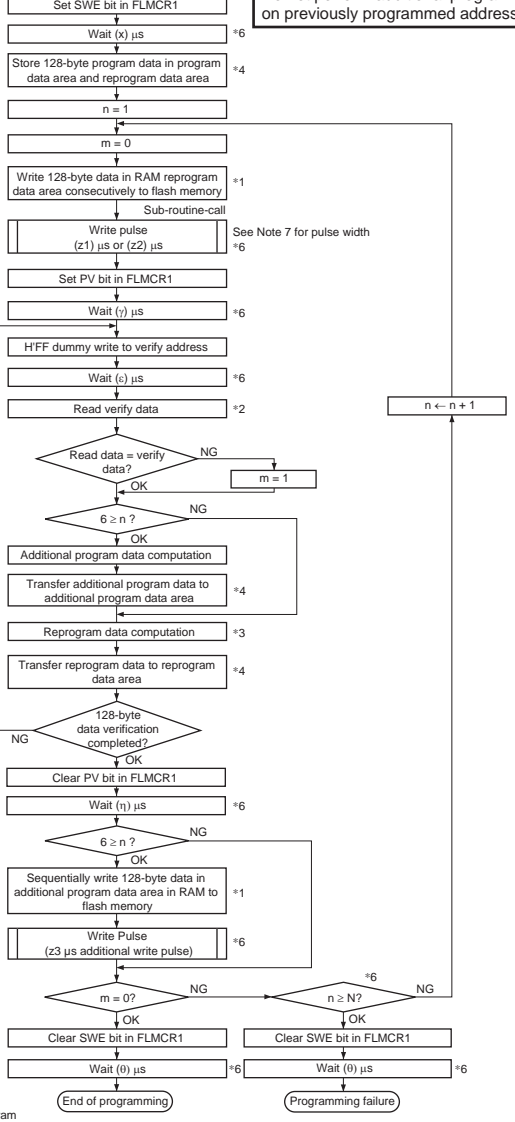 Set SWE bit in FLMCR1
on previously programmed address
Wait (x) µs
*6
Store 128-byte program data in program
data area and reprogram data area
*4
n = 1
m = 0
Write 128-byte data in RAM reprogram
data area consecutively to flash memory
*1
Sub-routine-call
Write pulse
(z1) µs or (z2) µs
See Note 7 for pulse width
*6
Set PV bit in FLMCR1
Wait (γ) µs
*6
H'FF dummy write to verify address
Wait (ε) µs
*6
n ← n + 1
Read verify data
*2
Read data = verify
data?
NG
m = 1
OK
6 ≥ n ?
NG
OK
Additional program data computation
Transfer additional program data to
additional program data area
*4
Reprogram data computation
*3
Transfer reprogram data to reprogram
data area
*4
128-byte
data verification
completed?
NG
OK
Clear PV bit in FLMCR1
Wait (η) µs
*6
6 ≥ n ?
NG
OK
Sequentially write 128-byte data in
additional program data area in RAM to
flash memory
*1
Write Pulse
(z3 µs additional write pulse)
*6
*6
m = 0?
NG
n ≥ N?
NG
OK
OK
Clear SWE bit in FLMCR1
Clear SWE bit in FLMCR1
Wait (θ) µs
*6
Wait (θ) µs
*6
End of programming
Programming failure